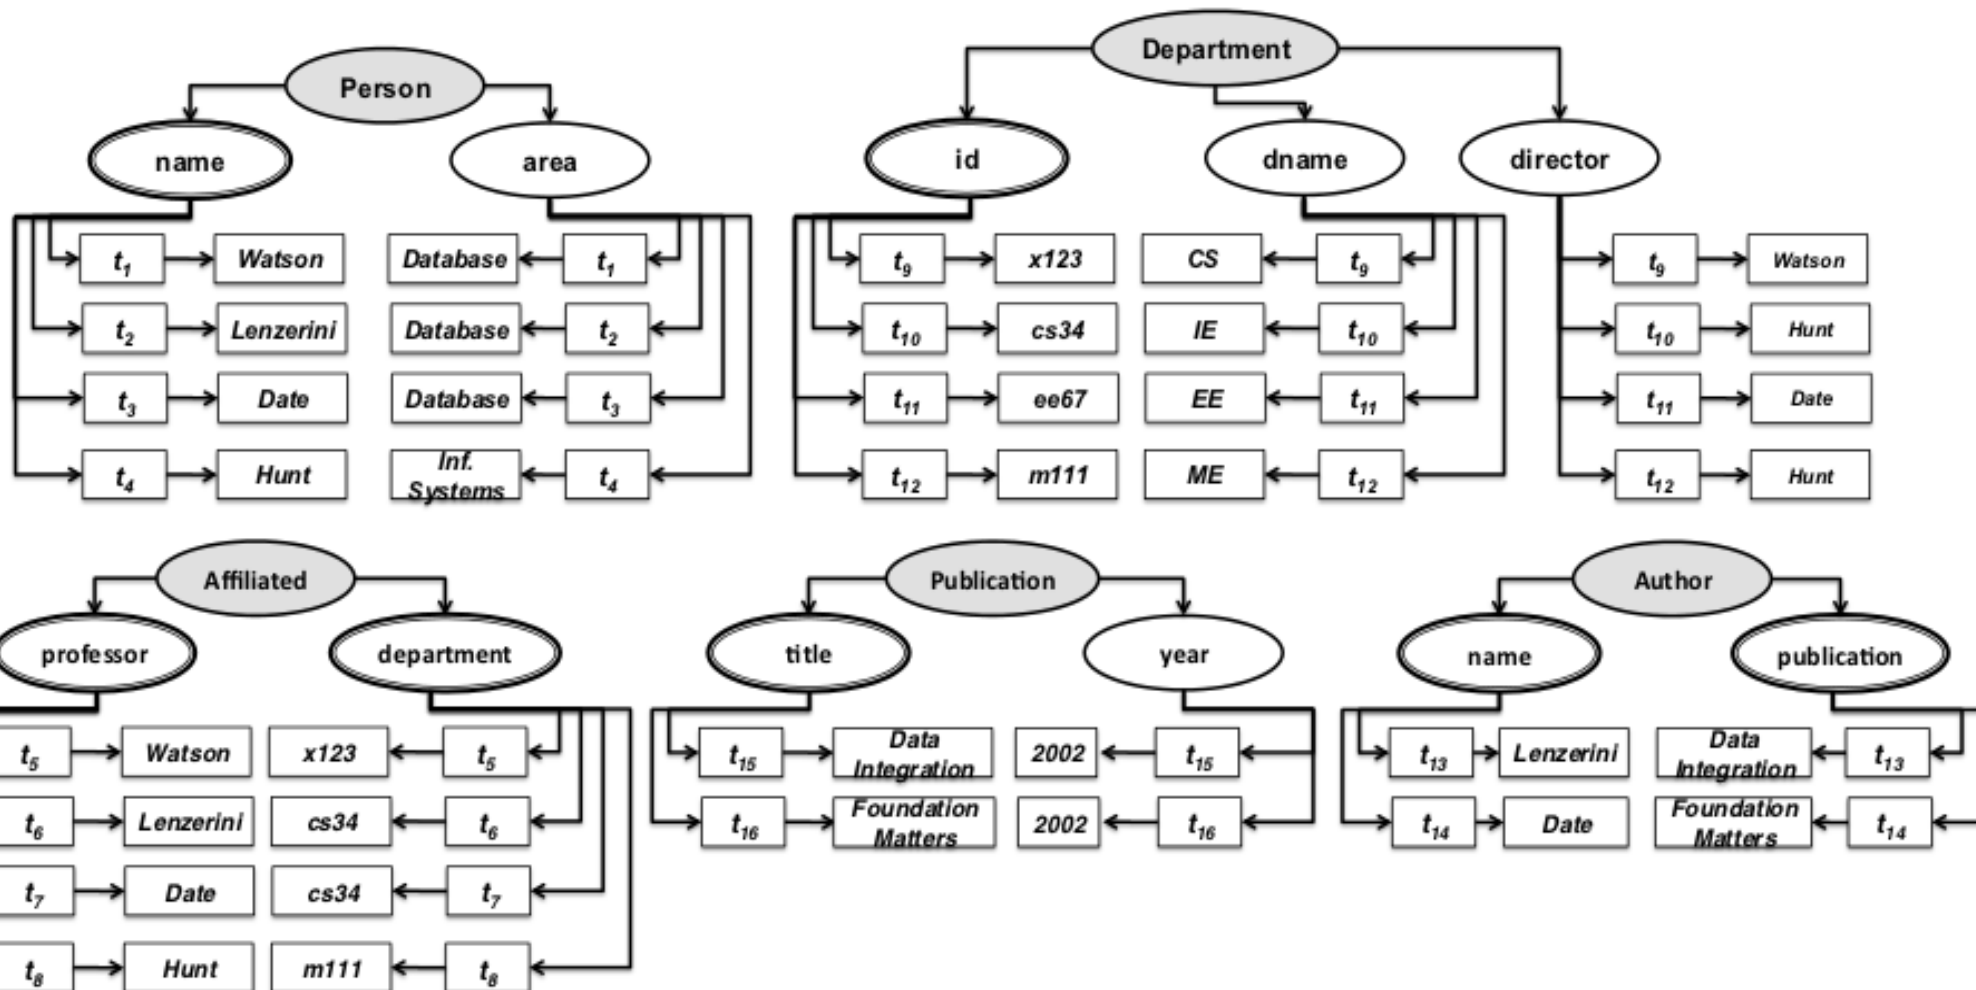 Person
Department
name
area
id
dname
director
t1 Watson Database t1 t9 x123 CS t9 t9 Watson
t2 Lenzerini Database t2 t10 cs34 IE t10 t10 Hunt
t3 Date Database t3 t11 ee67 EE t11 t11 Date
t4 Hunt Inf. t4 t12 m111 ME t12 t12 Hunt
Systems
Affiliated
Publication
Author
professor
department
title
year
name
publication
t5 Watson x123 t5 t15 Data 2002 t15 t13 Lenzerini Data t13
Integration Integration
t6 Lenzerini cs34 t6 t16 Foundation 2002 t16 t14 Date Foundation t14
Matters Matters
t7 Date cs34 t7
t8 Hunt m111 t8